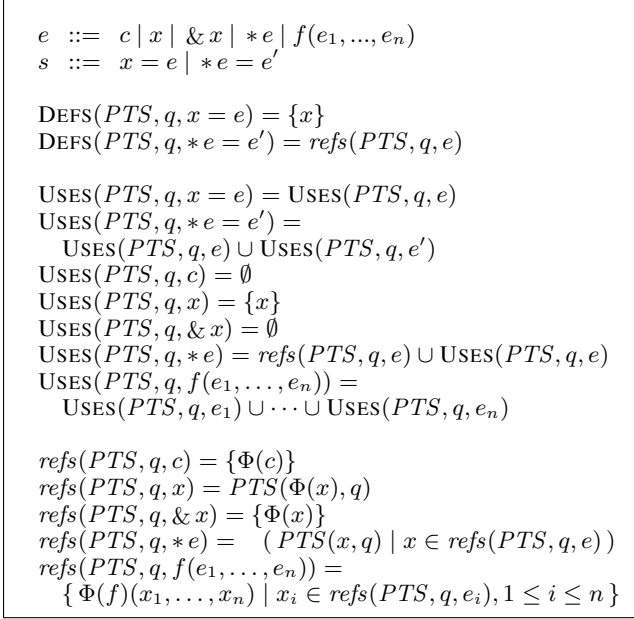 e ::= c | x | & x | * e | f(e₁, ..., eₙ)
s ::= x = e | * e = e′
DEFS(PTS, q, x = e) = {x}
DEFS(PTS, q, * e = e′) = refs(PTS, q, e)
USES(PTS, q, x = e) = USES(PTS, q, e)
USES(PTS, q, * e = e′) =
USES(PTS, q, e) ∪ USES(PTS, q, e′)
USES(PTS, q, c) = ∅
USES(PTS, q, x) = {x}
USES(PTS, q, & x) = ∅
USES(PTS, q, * e) = refs(PTS, q, e) ∪ USES(PTS, q, e)
USES(PTS, q, f(e₁, . . . , eₙ)) =
USES(PTS, q, e₁) ∪ · · · ∪ USES(PTS, q, eₙ)
refs(PTS, q, c) = {Φ(c)}
refs(PTS, q, x) = PTS(Φ(x), q)
refs(PTS, q, & x) = {Φ(x)}
refs(PTS, q, * e) = ( PTS(x, q) | x ∈ refs(PTS, q, e) )
refs(PTS, q, f(e₁, . . . , eₙ)) =
{ Φ(f)(x₁, . . . , xₙ) | xᵢ ∈ refs(PTS, q, eᵢ), 1 ≤ i ≤ n }